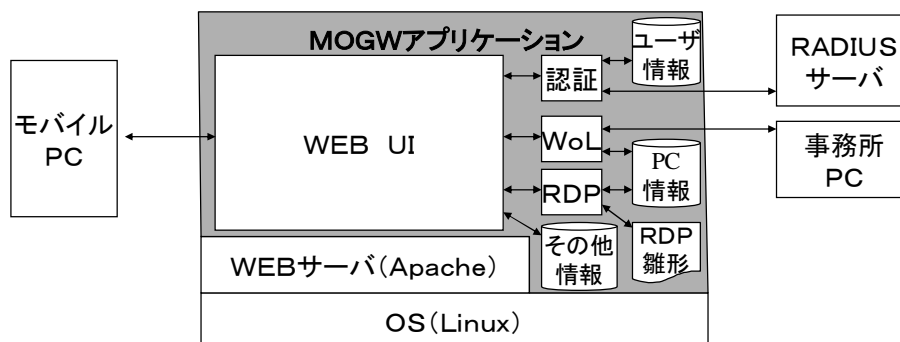 MOGWアプリケーション
ユーザ
情報
RADIUS
サーバ
認証
モバイル
PC
WEB UI
WoL
事務所
PC
PC
情報
RDP
その他
情報
RDP
雛形
WEBサーバ(Apache)
OS(Linux)